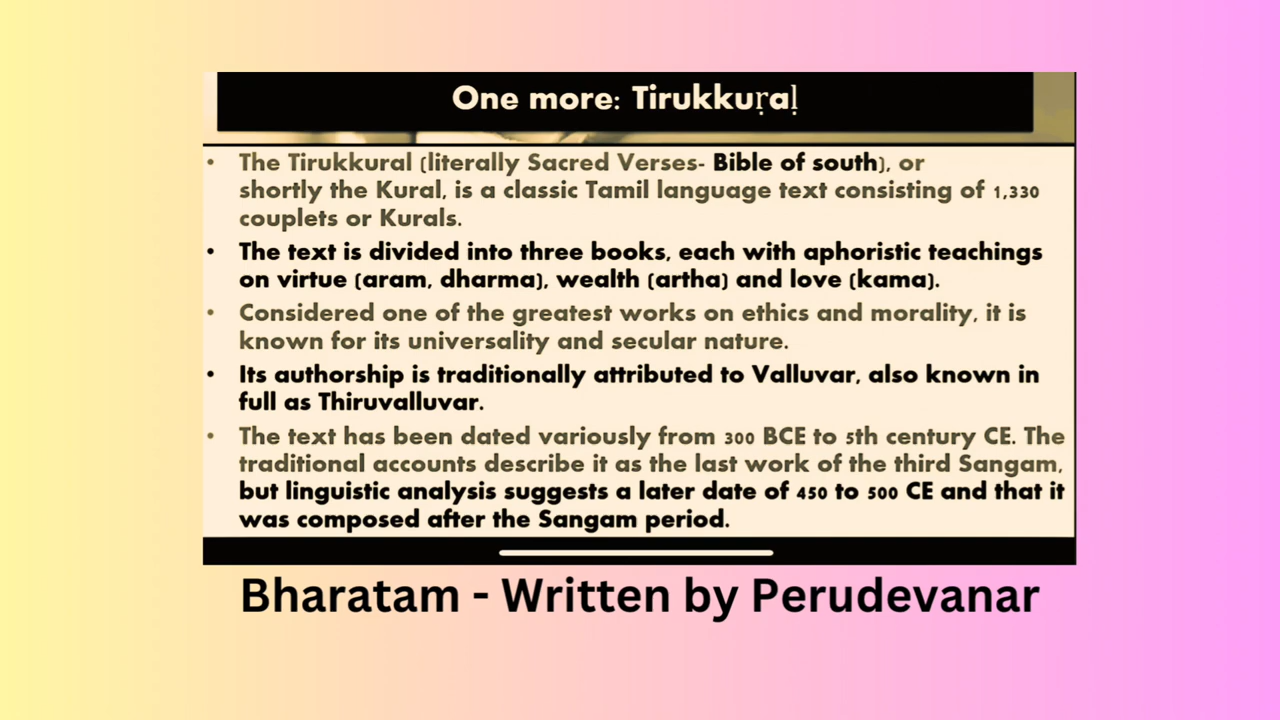 One more: Tirukkuṛaḷ
• The Tirukkural (literally Sacred Verses- Bible of south), or
shortly the Kural, is a classic Tamil language text consisting of 1,330
couplets or Kurals.
• The text is divided into three books, each with aphoristic teachings
on virtue (aram, dharma), wealth (artha) and love (kama).
• Considered one of the greatest works on ethics and morality, it is
known for its universality and secular nature.
• Its authorship is traditionally attributed to Valluvar, also known in
full as Thiruvalluvar.
• The text has been dated variously from 300 BCE to 5th century CE. The
traditional accounts describe it as the last work of the third Sangam,
but linguistic analysis suggests a later date of 450 to 500 CE and that it
was composed after the Sangam period.
Bharatam - Written by Perudevanar